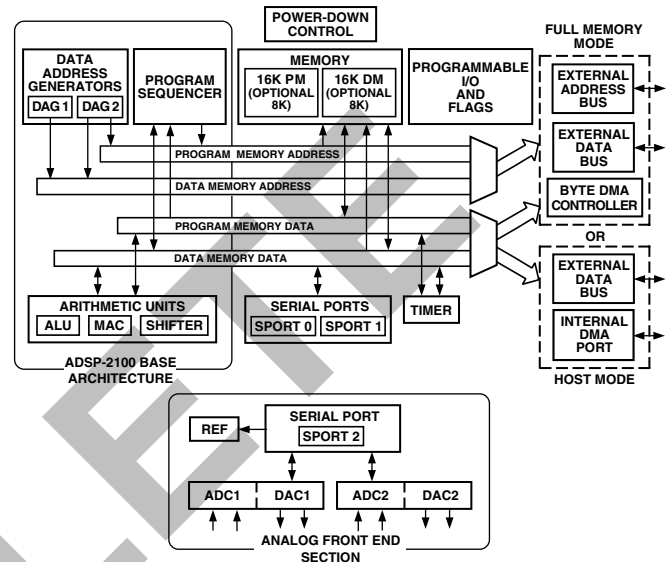 POWER-DOWN
CONTROL
FULL MEMORY
MODE
DATA
ADDRESS
GENERATORS
DAG 1
DAG 2
PROGRAM
SEQUENCER
MEMORY
16K PM
(OPTIONAL
8K)
16K DM
(OPTIONAL
8K)
PROGRAMMABLE
I/O
AND
FLAGS
EXTERNAL
ADDRESS
BUS
EXTERNAL
DATA
BUS
BYTE DMA
CONTROLLER
OR
EXTERNAL
DATA
BUS
INTERNAL
DMA
PORT
HOST MODE
PROGRAM MEMORY ADDRESS
DATA MEMORY ADDRESS
PROGRAM MEMORY DATA
DATA MEMORY DATA
ARITHMETIC UNITS
ALU
MAC
SHIFTER
SERIAL PORTS
SPORT 0
SPORT 1
TIMER
ADSP-2100 BASE
ARCHITECTURE
REF
SERIAL PORT
SPORT 2
ADC1
DAC1
ADC2
DAC2
ANALOG FRONT END
SECTION
LETE